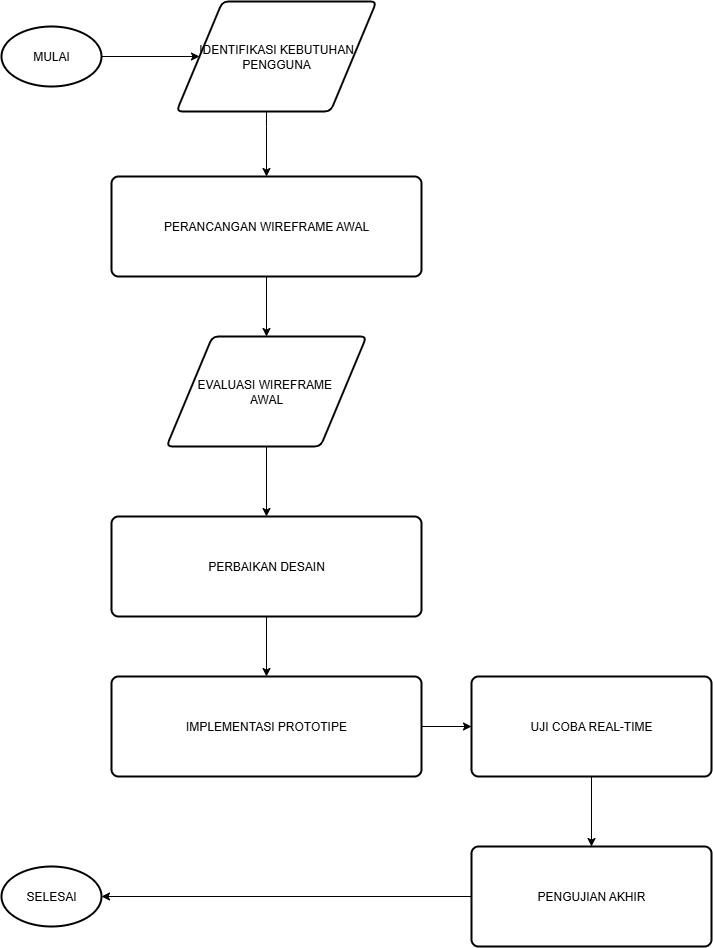 MULAI
IDENTIFIKASI KEBUTUHAN
PENGGUNA
PERANCANGAN WIREFRAME AWAL
EVALUASI WIREFRAME
AWAL
PERBAIKAN DESAIN
IMPLEMENTASI PROTOTIPE
UJI COBA REAL-TIME
PENGUJIAN AKHIR
SELESAI